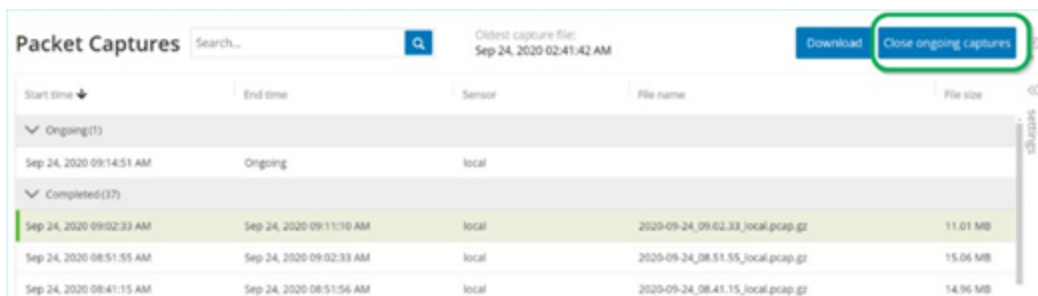 Packet Captures Search... Oldest capture file: Download Close ongoing captures
Sep 24, 2020 02:41:42 AM
Start time End time Sensor File name File size
settings
Ongoing (1)
Sep 24, 2020 09:14:51 AM Ongoing local
Completed (37)
Sep 24, 2020 09:02:33 AM Sep 24, 2020 09:11:10 AM local 2020-09-24_09.02.33_local.pcap.gz 11.01 MB
Sep 24, 2020 08:51:55 AM Sep 24, 2020 09:02:33 AM local 2020-09-24_08.51.55_local.pcap.gz 15.06 MB
Sep 24, 2020 08:41:15 AM Sep 24, 2020 08:51:56 AM local 2020-09-24_08.41.15_local.pcap.gz 14.96 MB